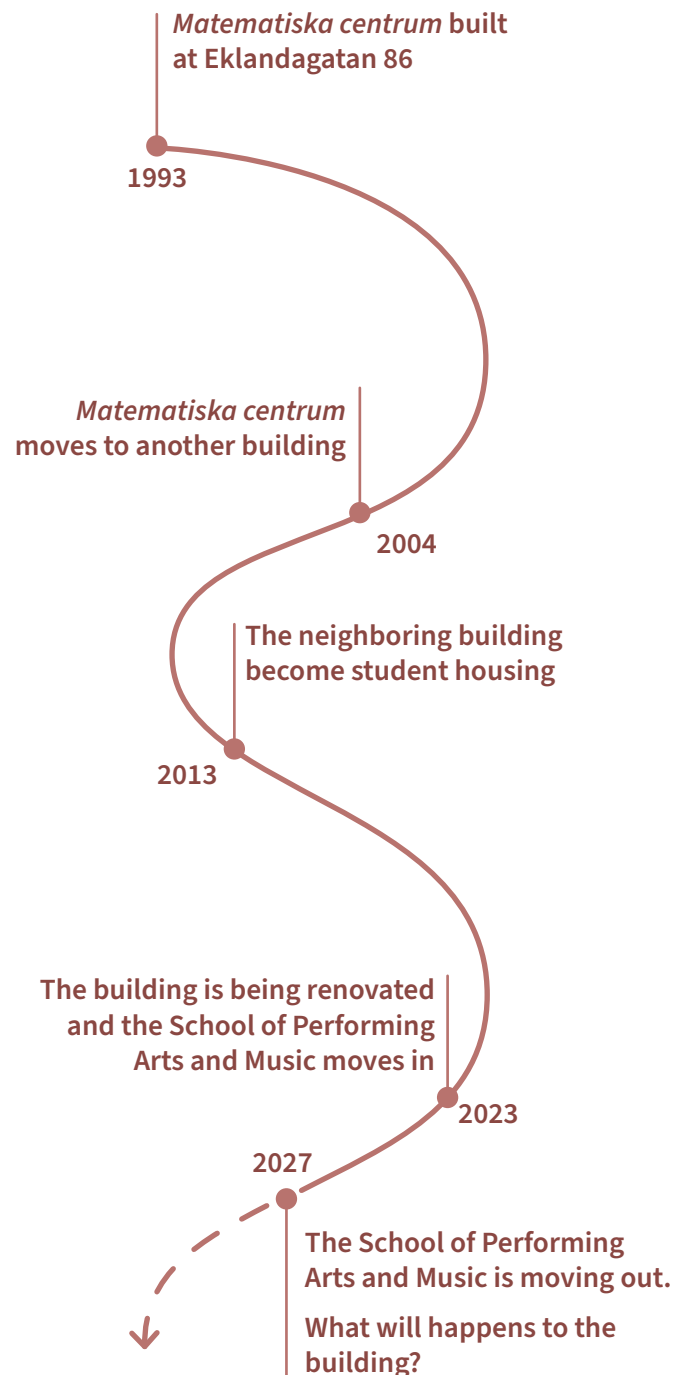 Matematiska centrum built
at Eklandagatan 86
1993
Matematiska centrum
moves to another building
2004
The neighboring building
become student housing
2013
The building is being renovated
and the School of Performing
Arts and Music moves in
2023
2027
The School of Performing
Arts and Music is moving out.
What will happens to the
building?